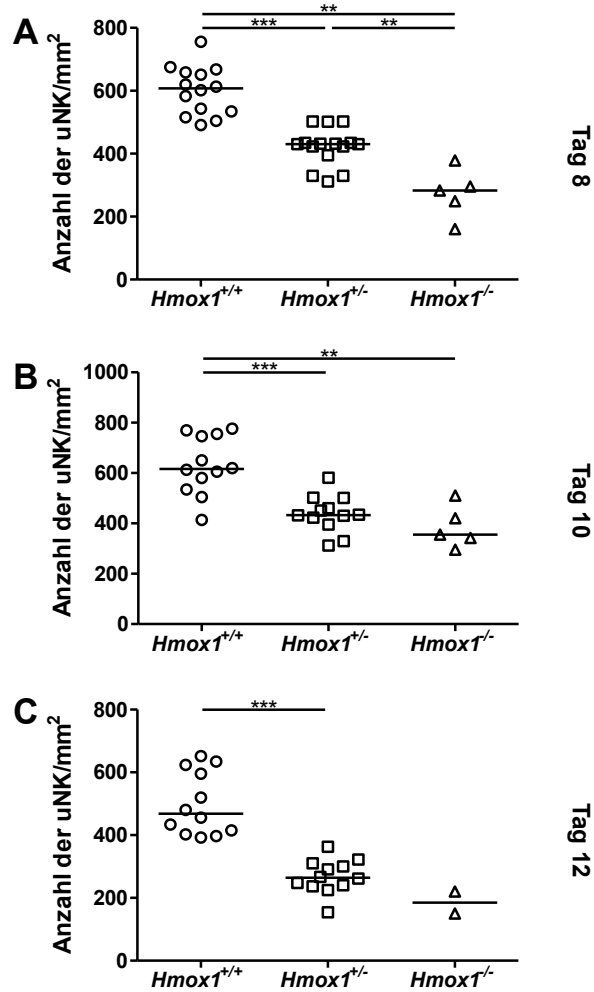 A
**
***
**
Anzahl der uNK/mm²
800
600
400
200
0
Hmox1⁺/⁺
Hmox1⁺/⁻
Hmox1⁻/⁻
Tag 8
B
**
***
Anzahl der uNK/mm²
1000
800
600
400
200
0
Hmox1⁺/⁺
Hmox1⁺/⁻
Hmox1⁻/⁻
Tag 10
C
***
Anzahl der uNK/mm²
800
600
400
200
0
Hmox1⁺/⁺
Hmox1⁺/⁻
Hmox1⁻/⁻
Tag 12